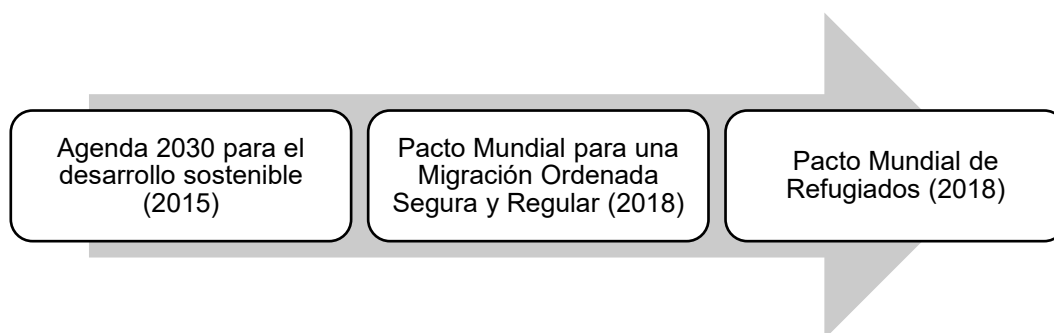 Agenda 2030 para el
desarrollo sostenible
(2015)
Pacto Mundial para una
Migración Ordenada
Segura y Regular (2018)
Pacto Mundial de
Refugiados (2018)